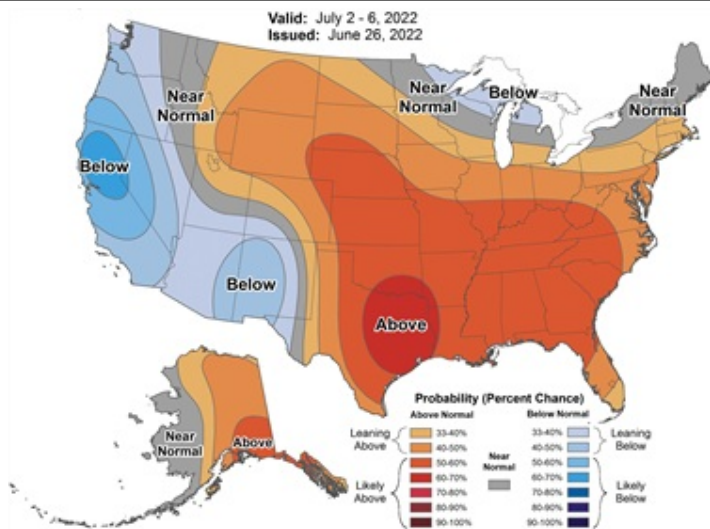 Valid: July 2 - 6, 2022
Issued: June 26, 2022
Near
Normal
Near
Normal
Below
Near
Normal
Below
Below
Above
Near
Normal
Above
Probability (Percent Chance)
Above Normal
Below Normal
Leaning
Above
33-40%
40-50%
50-60%
60-70%
70-80%
80-90%
90-100%
Likely
Above
Near
Normal
33-40%
40-50%
50-60%
60-70%
70-80%
80-90%
90-100%
Leaning
Below
Likely
Below